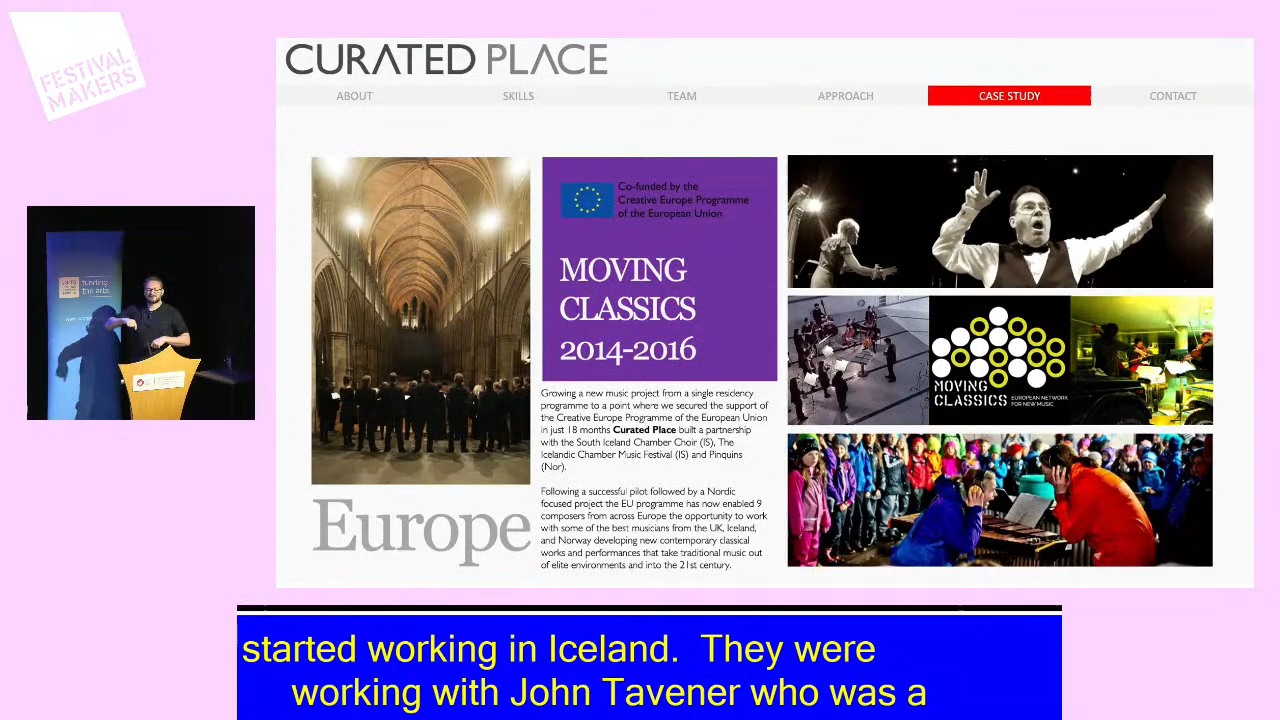 FESTIVAL
MAKERS
CURATED PLACE
ABOUT SKILLS TEAM APPROACH CASE STUDY CONTACT
funding
the arts
Co-funded by the
Creative Europe Programme
of the European Union
MOVING
CLASSICS
2014-2016
Growing a new music project from a single residency
programme to a point where we secured the support of
the Creative Europe Programme of the European Union
in just 18 months Curated Place built a partnership
with the South Iceland Chamber Choir (IS), The
Icelandic Chamber Music Festival (IS) and Pinquins
(Nor).
Following a successful pilot followed by a Nordic
focused project the EU programme has now enabled 9
composers from across Europe the opportunity to work
with some of the best musicians from the UK, Iceland,
and Norway developing new contemporary classical
works and performances that take traditional music out
of elite environments and into the 21st century.
Europe
MOVING
CLASSICS
EUROPEAN NETWORK
FOR NEW MUSIC
started working in Iceland. They were
working with John Tavener who was a